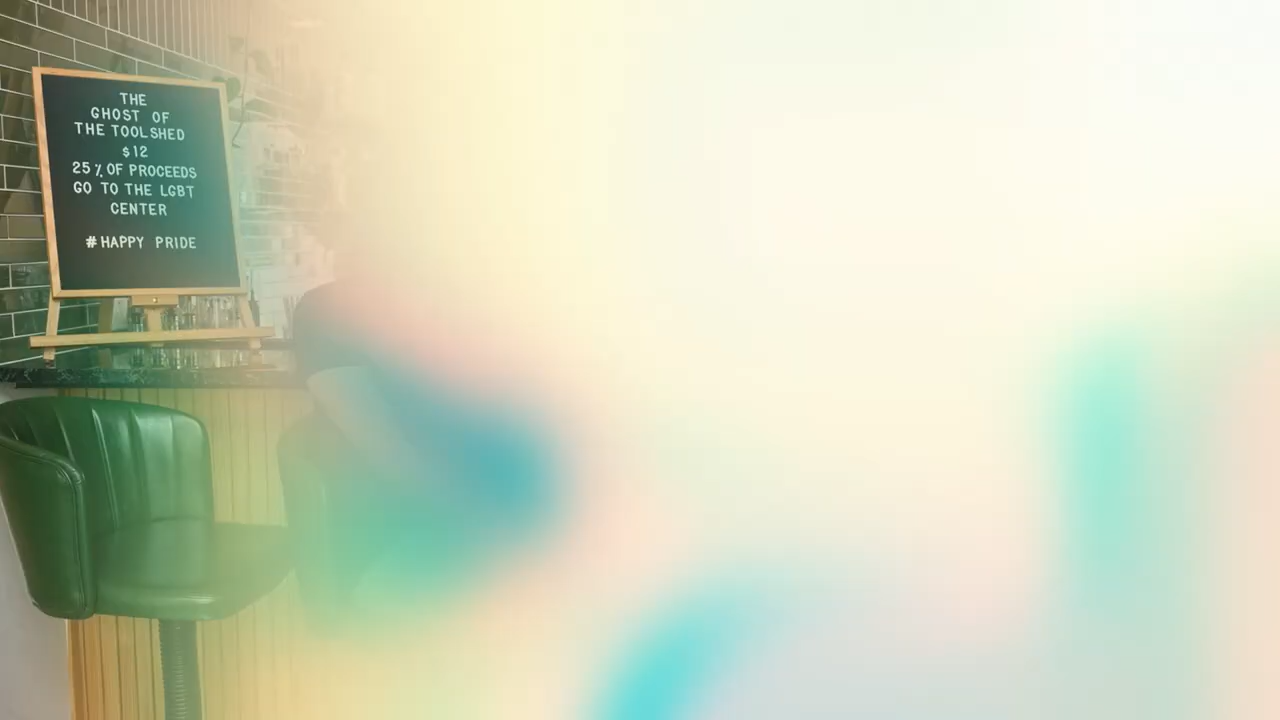 THE
GHOST OF
THE TOOLSHED
$12
25% OF PROCEEDS
GO TO THE LGBT
CENTER
#HAPPY PRIDE